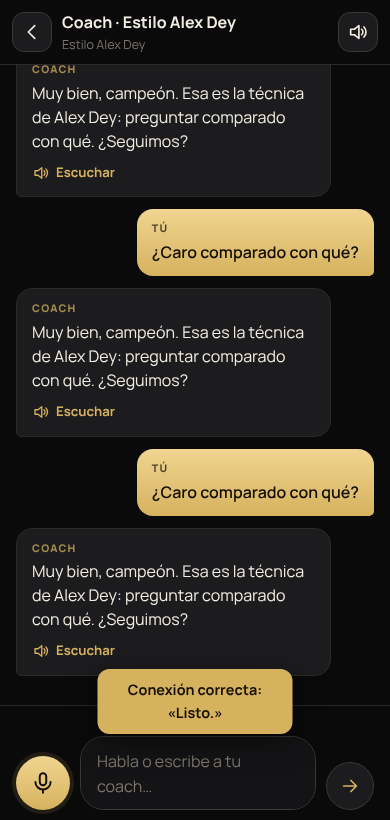 Coach · Estilo Alex Dey
Estilo Alex Dey
COACH
Muy bien, campeón. Esa es la técnica
de Alex Dey: preguntar comparado
con qué. ¿Seguimos?
Escuchar
TÚ
¿Caro comparado con qué?
COACH
Muy bien, campeón. Esa es la técnica
de Alex Dey: preguntar comparado
con qué. ¿Seguimos?
Escuchar
TÚ
¿Caro comparado con qué?
COACH
Muy bien, campeón. Esa es la técnica
de Alex Dey: preguntar comparado
con qué. ¿Seguimos?
Escuchar
Conexión correcta:
«Listo.»
Habla o escribe a tu
coach…